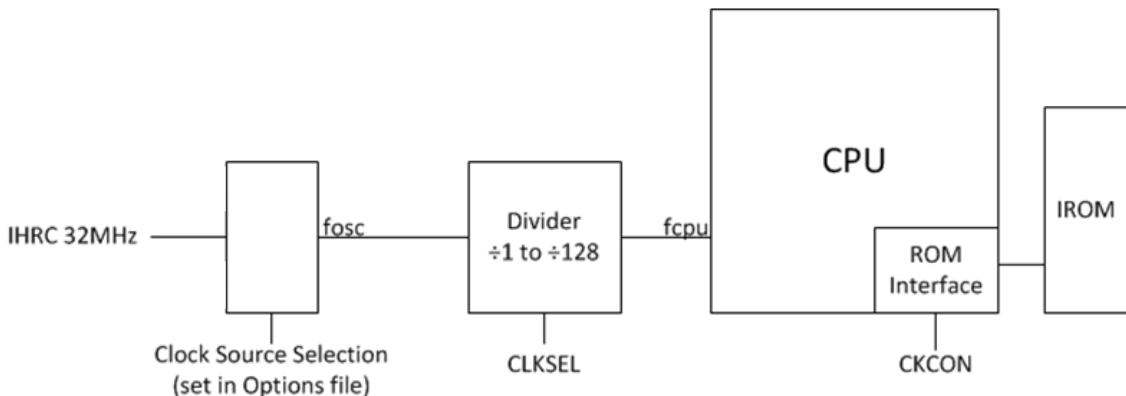 IHRC 32MHz
fosc
Divider
÷1 to ÷128
fcpu
CPU
ROM
Interface
IROM
Clock Source Selection
(set in Options file)
CLKSEL
CKCON